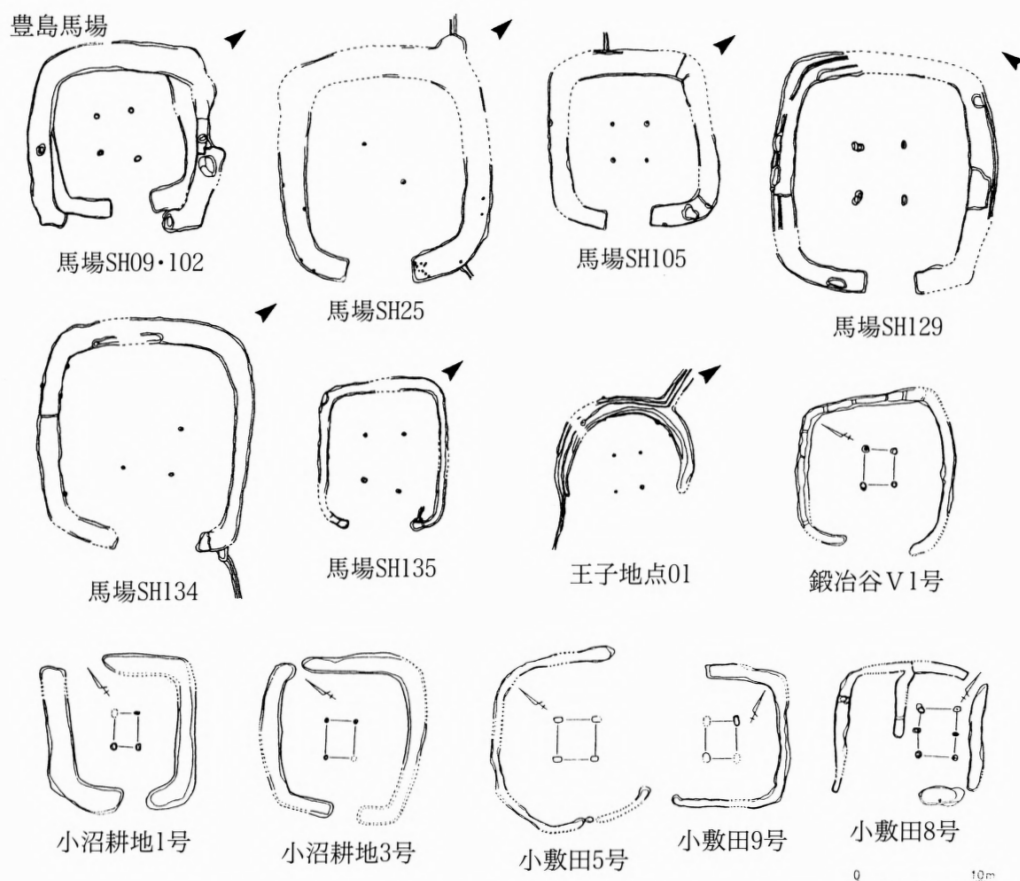 豊島馬場
馬場SH09・102
馬場SH25
馬場SH105
馬場SH129
馬場SH134
馬場SH135
王子地点01
鍛冶谷Ⅴ1号
小沼耕地1号
小沼耕地3号
小敷田5号
小敷田9号
小敷田8号
0 10m